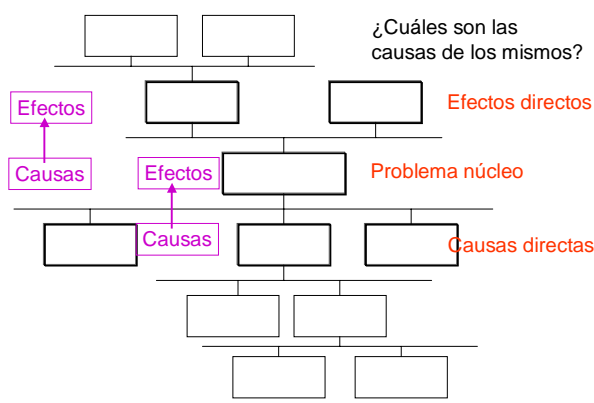 ¿Cuáles son las
causas de los mismos?
Efectos
Efectos directos
Causas
Efectos
Problema núcleo
Causas
Causas directas